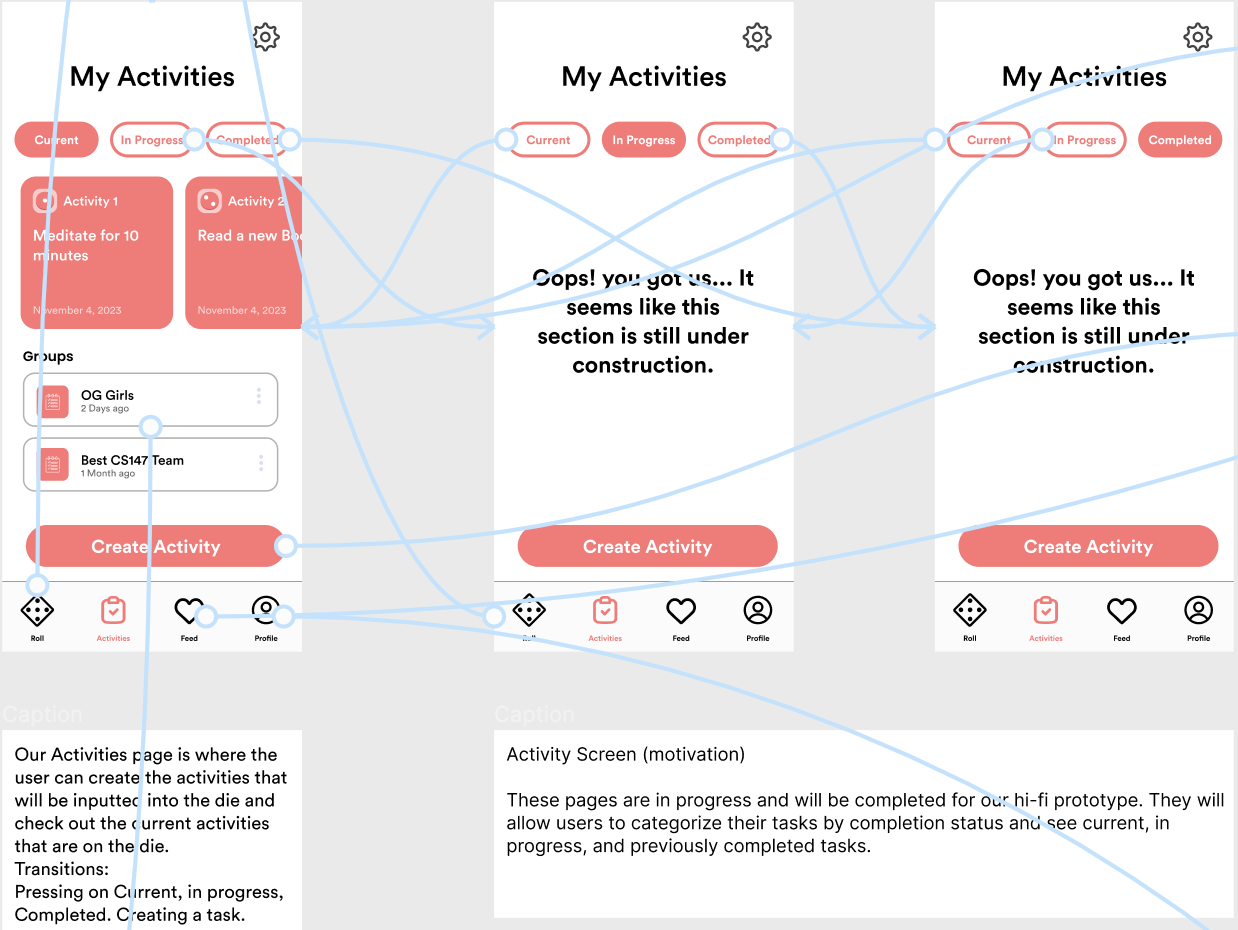 My Activities
Current
In Progress
Completed
Activity 1
Meditate for 10
minutes
November 4, 2023
Activity 2
Read a new
November 4, 2023
Groups
OG Girls
2 Days ago
Best CS147 Team
1 Month ago
Create Activity
Roll
Activities
Feed
Profile
My Activities
Current
In Progress
Completed
Oops! you got us... It
seems like this
section is still under
construction.
Create Activity
Roll
Activities
Feed
Profile
My Activities
Current
In Progress
Completed
Oops! you got us... It
seems like this
section is still under
construction.
Create Activity
Roll
Activities
Feed
Profile
Caption
Our Activities page is where the
user can create the activities that
will be inputted into the die and
check out the current activities
that are on the die.
Transitions:
Pressing on Current, in progress,
Completed. Creating a task.
Caption
Activity Screen (motivation)
These pages are in progress and will be completed for our hi-fi prototype. They will
allow users to categorize their tasks by completion status and see current, in
progress, and previously completed tasks.